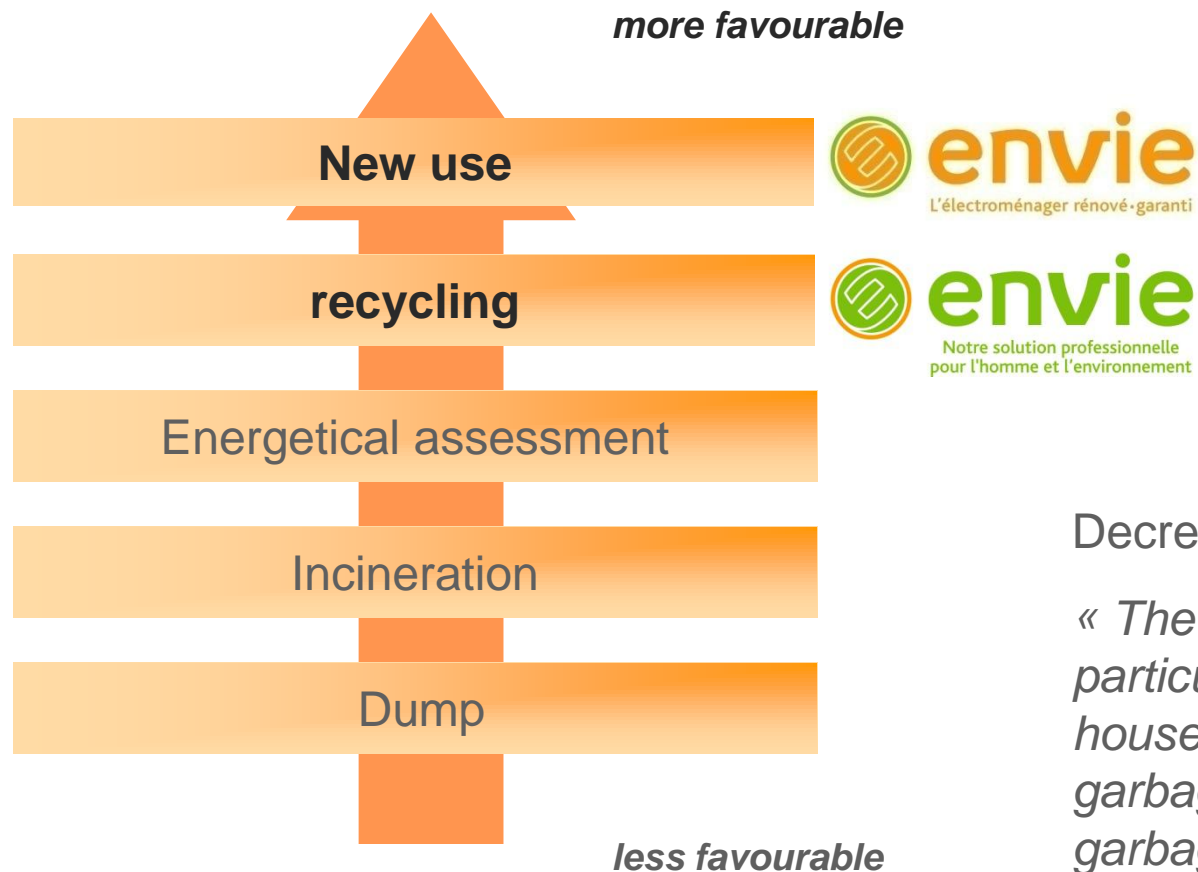 more favourable
New use
envie
L'électroménager rénové•garanti
recycling
envie
Notre solution professionnelle
pour l'homme et l'environnement
Energetical assessment
Incineration
Dump
less favourable
Decre
« The
particu
house
garbag
garbag